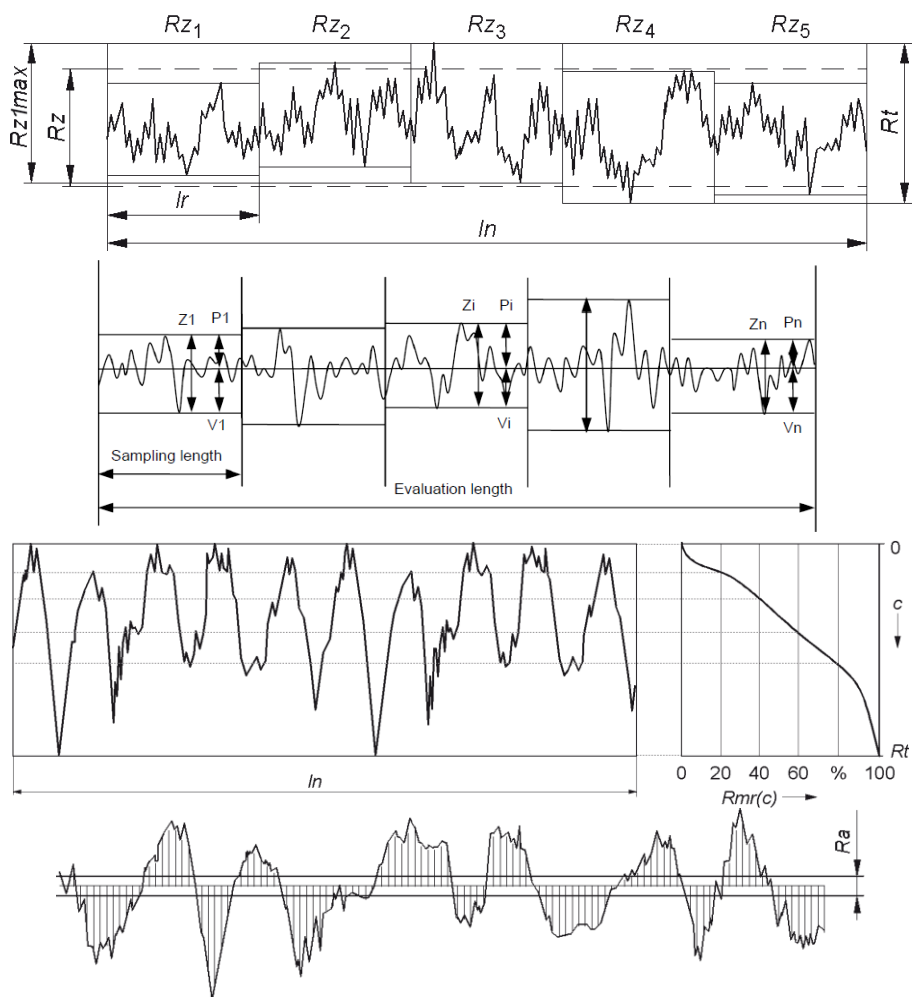 Rz1 Rz2 Rz3 Rz4 Rz5
Rz1max
Rz
Rt
lr
ln
Z1 P1 Zi Pi Zn Pn
V1 Vi Vn
Sampling length
Evaluation length
0
c
Rt
0 20 40 60 % 100
Rmr(c)
ln
Ra